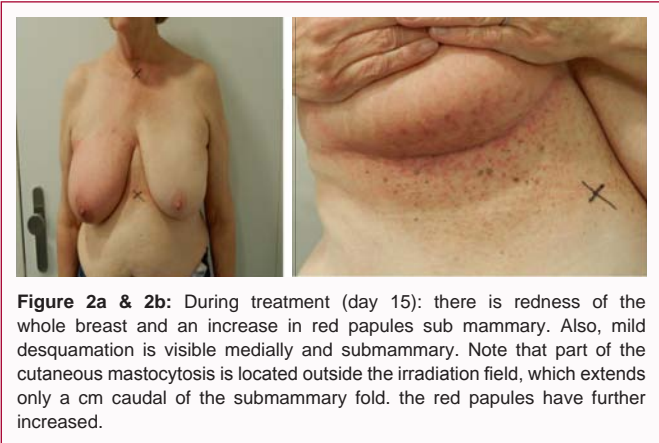 Figure 2a & 2b: During treatment (day 15): there is redness of the
whole breast and an increase in red papules sub mammary. Also, mild
desquamation is visible medially and submammary. Note that part of the
cutaneous mastocytosis is located outside the irradiation field, which extends
only a cm caudal of the submammary fold. the red papules have further
increased.